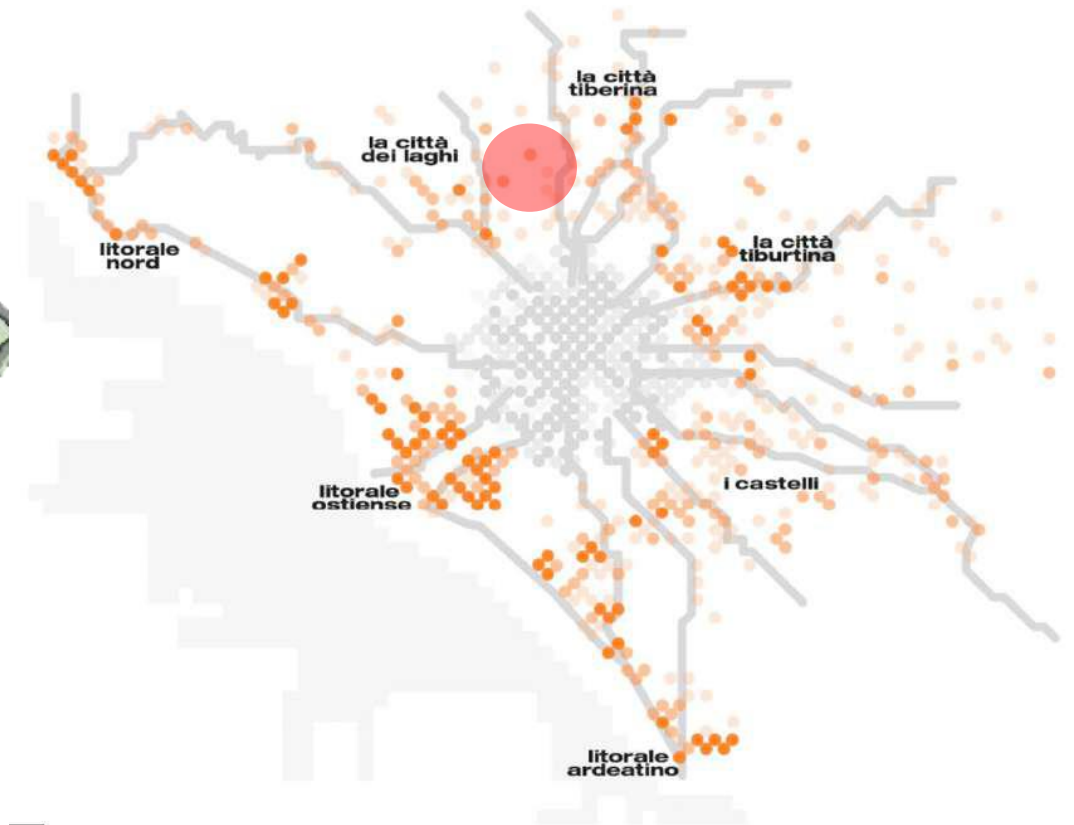 la città
tiberina
la città
dei laghi
litorale
nord
la città
tiburtina
litorale
ostiense
i castelli
litorale
ardeatino